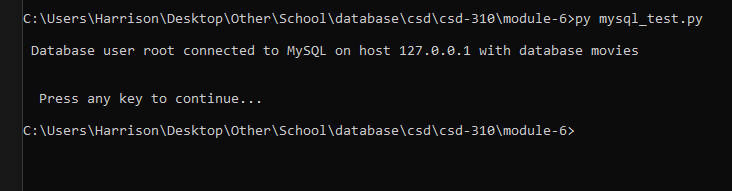 C:\Users\Harrison\Desktop\Other\School\database\csd\csd-310\module-6>py mysql_test.py
Database user root connected to MySQL on host 127.0.0.1 with database movies
Press any key to continue...
C:\Users\Harrison\Desktop\Other\School\database\csd\csd-310\module-6>